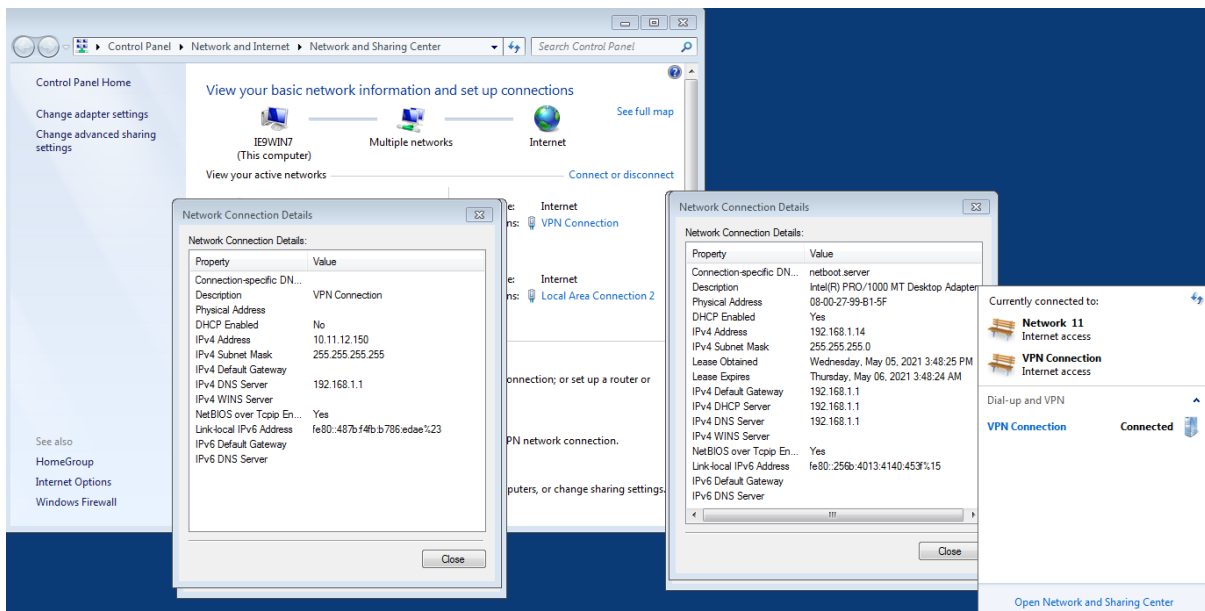 Control Panel ▸ Network and Internet ▸ Network and Sharing Center
Search Control Panel
Control Panel Home
Change adapter settings
Change advanced sharing
settings
See also
HomeGroup
Internet Options
Windows Firewall
View your basic network information and set up connections
See full map
IE9WIN7
(This computer)
Multiple networks
Internet
View your active networks
Connect or disconnect
e: Internet
ns: VPN Connection
e: Internet
ns: Local Area Connection 2
onnection; or set up a router or
PN network connection.
puters, or change sharing settings.
Network Connection Details
Network Connection Details:
Property Value
Connection-specific DN...
Description VPN Connection
Physical Address
DHCP Enabled No
IPv4 Address 10.11.12.150
IPv4 Subnet Mask 255.255.255.255
IPv4 Default Gateway
IPv4 DNS Server 192.168.1.1
IPv4 WINS Server
NetBIOS over Tcpip En... Yes
Link-local IPv6 Address fe80::487b:f4fb:b786:edae%23
IPv6 Default Gateway
IPv6 DNS Server
Close
Network Connection Details
Network Connection Details:
Property Value
Connection-specific DN... netboot.server
Description Intel(R) PRO/1000 MT Desktop Adapter
Physical Address 08-00-27-99-B1-5F
DHCP Enabled Yes
IPv4 Address 192.168.1.14
IPv4 Subnet Mask 255.255.255.0
Lease Obtained Wednesday, May 05, 2021 3:48:25 PM
Lease Expires Thursday, May 06, 2021 3:48:24 AM
IPv4 Default Gateway 192.168.1.1
IPv4 DHCP Server 192.168.1.1
IPv4 DNS Server 192.168.1.1
IPv4 WINS Server
NetBIOS over Tcpip En... Yes
Link-local IPv6 Address fe80::256b:4013:4140:453f%15
IPv6 Default Gateway
IPv6 DNS Server
Close
Currently connected to:
Network 11
Internet access
VPN Connection
Internet access
Dial-up and VPN
VPN Connection Connected
Open Network and Sharing Center